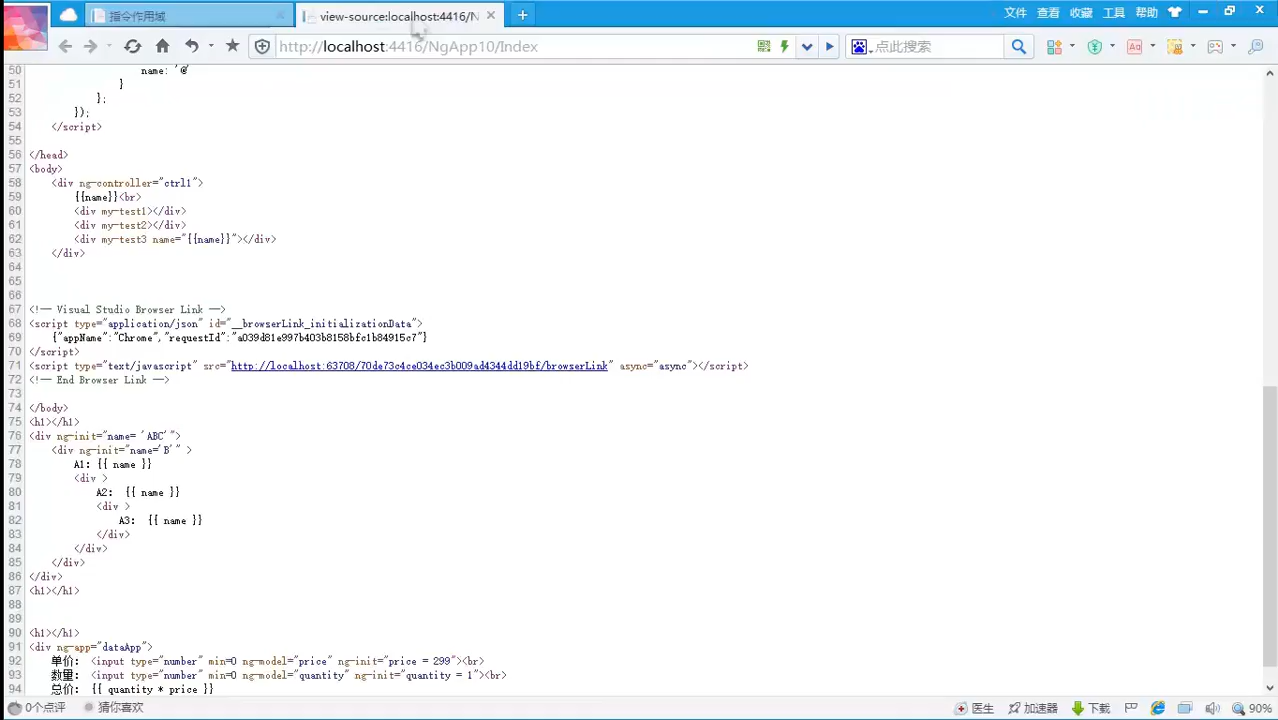 指令作用域
view-source:localhost:4416/N
文件 查看 收藏 工具 帮助
http://localhost:4416/NgApp10/Index
点此搜索
50 name: '@'
51 }
52 };
53 });
54 </script>
55
56 </head>
57 <body>
58 <div ng-controller="ctrl1">
59 {{name}}<br>
60 <div my-test1></div>
61 <div my-test2></div>
62 <div my-test3 name="{{name}}"></div>
63 </div>
64
65
66
67 <!-- Visual Studio Browser Link -->
68 <script type="application/json" id="__browserLink_initializationData">
69 {"appName":"Chrome","requestId":"a039d81e997b403b8158bfc1b84915c7"}
70 </script>
71 <script type="text/javascript" src="http://localhost:63708/70de73c4ce034ec3b009ad4344dd19bf/browserLink" async="async"></script>
72 <!-- End Browser Link -->
73
74 </body>
75 <h1></h1>
76 <div ng-init="name= 'ABC'">
77 <div ng-init="name='B'" >
78 A1: {{ name }}
79 <div >
80 A2:  {{ name }}
81 <div >
82 A3:  {{ name }}
83 </div>
84 </div>
85 </div>
86 </div>
87 <h1></h1>
88
89
90 <h1></h1>
91 <div ng-app="dataApp">
92 单价: <input type="number" min=0 ng-model="price" ng-init="price = 299"><br>
93 数量: <input type="number" min=0 ng-model="quantity" ng-init="quantity = 1"><br>
94 总价: {{ quantity * price }}
0个点评 猜你喜欢 医生 加速器 下载 90%